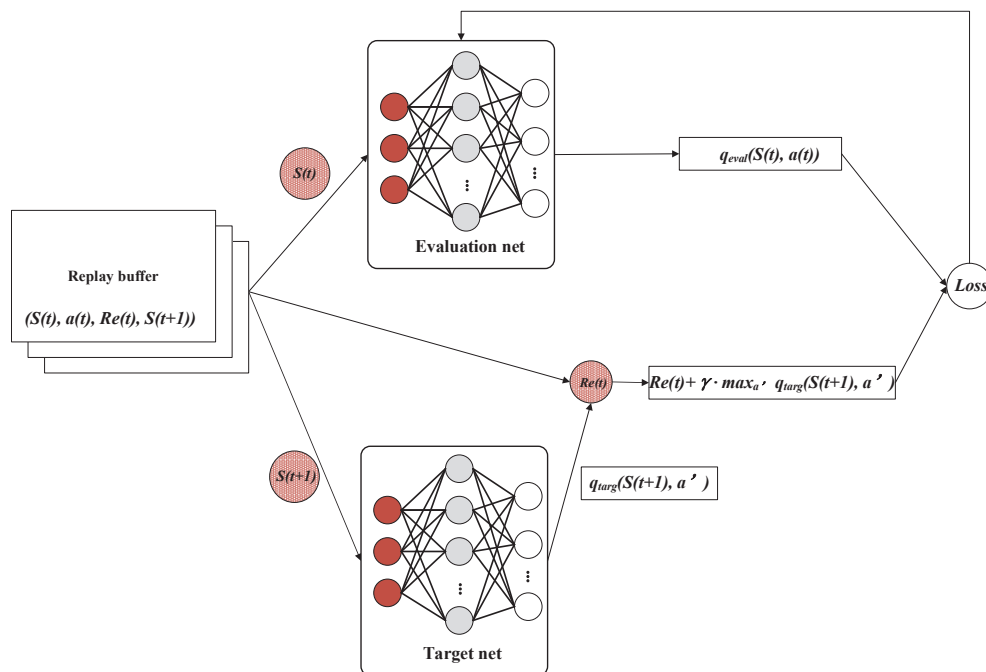 S(t)
Evaluation net
q_eval(S(t), a(t))
Replay buffer
(S(t), a(t), Re(t), S(t+1))
Loss
Re(t)
Re(t)+ γ · max_a′ q_targ(S(t+1), a′ )
S(t+1)
q_targ(S(t+1), a′ )
Target net